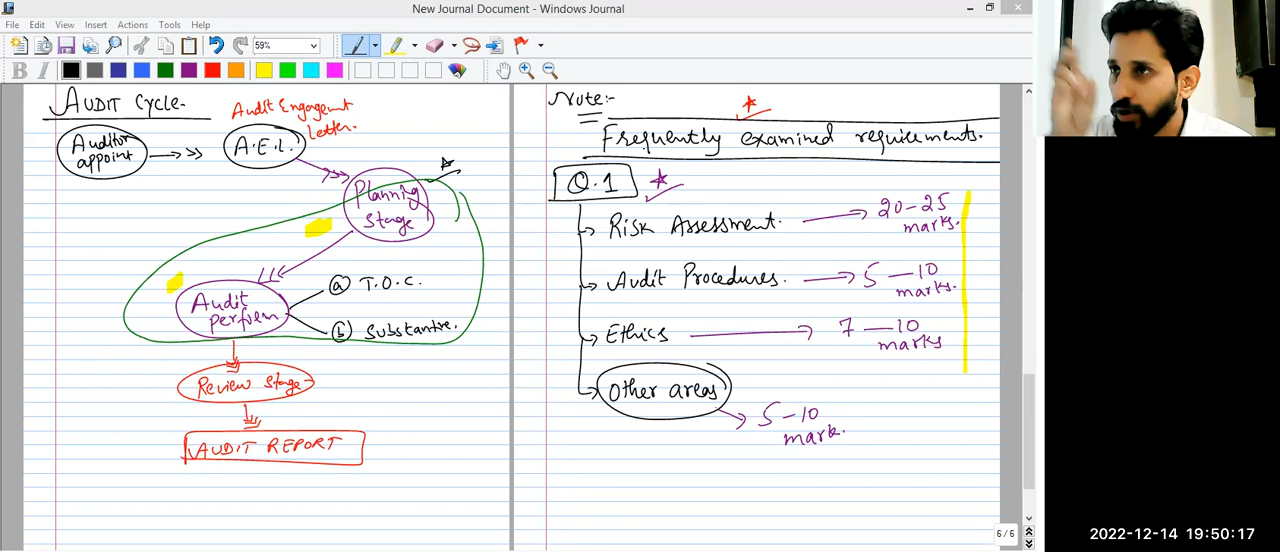 New Journal Document - Windows Journal
File Edit View Insert Actions Tools Help
59%
B I
AUDIT Cycle-
Audit Engagement
Letter.
Auditor
appoint
A.E.L.
Planning
Stage
Audit
perform
(a) T.O.C.
(b) Substantive.
Review Stage
AUDIT REPORT
Note:-
Frequently examined requirements.
Q.1
Risk Assessment. 20-25
marks.
Audit Procedures. 5-10
marks.
Ethics 7-10
marks
Other areas
5-10
mark.
6/6
2022-12-14 19:50:17